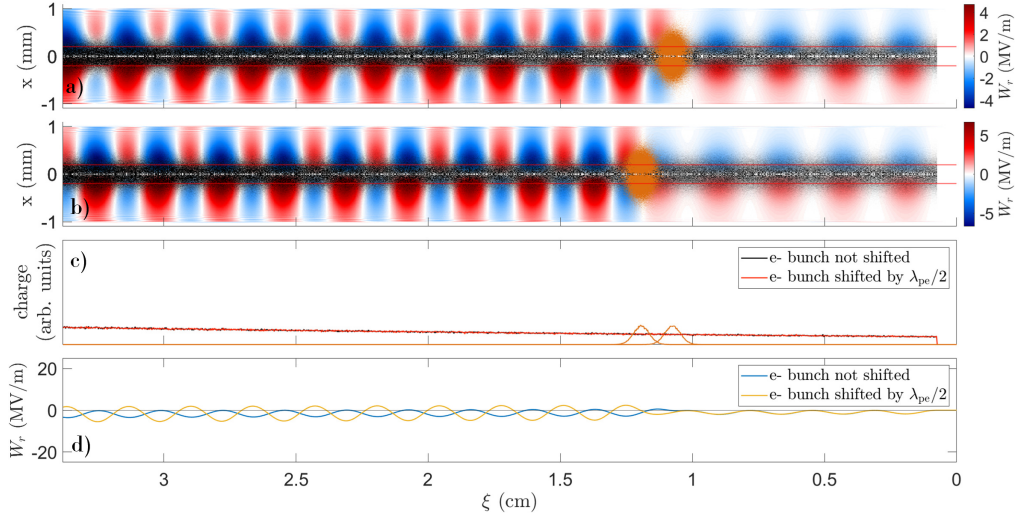 1
x (mm)
0
-1
a)
4
2
0
-2
-4
W_r (MV/m)
1
x (mm)
0
-1
b)
5
0
-5
W_r (MV/m)
c)
charge
(arb. units)
e- bunch not shifted
e- bunch shifted by λ_pe/2
20
0
-20
W_r (MV/m)
d)
e- bunch not shifted
e- bunch shifted by λ_pe/2
3 2.5 2 1.5 1 0.5 0
ξ (cm)